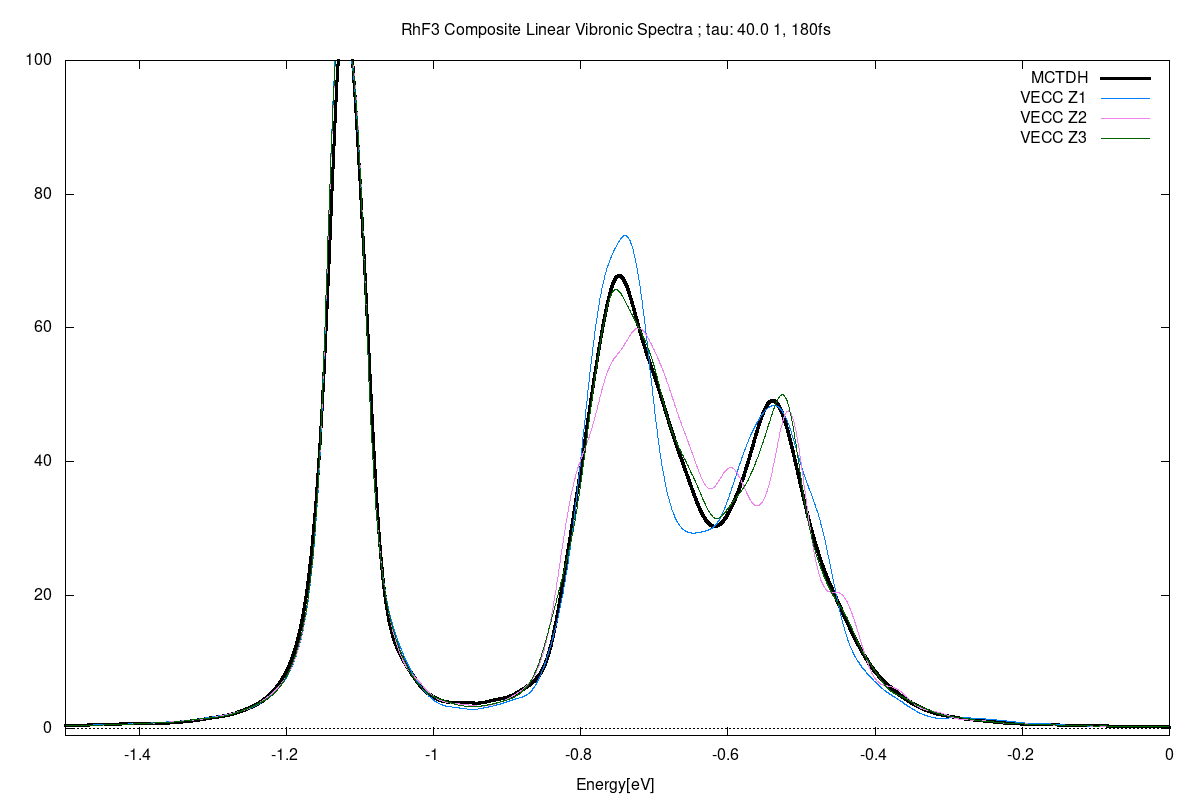 RhF3 Composite Linear Vibronic Spectra ; tau: 40.0 1, 180fs
MCTDH
VECC Z1
VECC Z2
VECC Z3
100
80
60
40
20
0
-1.4 -1.2 -1 -0.8 -0.6 -0.4 -0.2 0
Energy[eV]